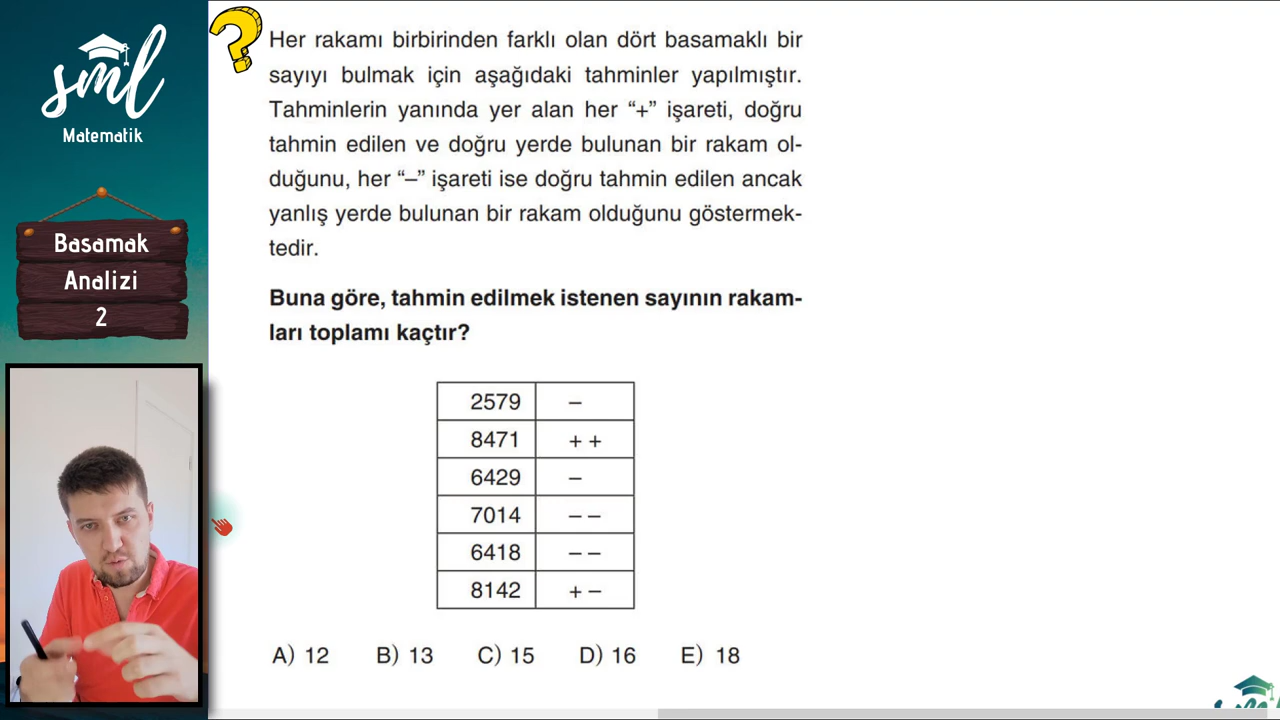 sml
Matematik
Basamak
Analizi
2
?
Her rakamı birbirinden farklı olan dört basamaklı bir
sayıyı bulmak için aşağıdaki tahminler yapılmıştır.
Tahminlerin yanında yer alan her “+” işareti, doğru
tahmin edilen ve doğru yerde bulunan bir rakam ol-
duğunu, her “–” işareti ise doğru tahmin edilen ancak
yanlış yerde bulunan bir rakam olduğunu göstermek-
tedir.
Buna göre, tahmin edilmek istenen sayının rakam-
ları toplamı kaçtır?
2579 –
8471 + +
6429 –
7014 – –
6418 – –
8142 + –
A) 12 B) 13 C) 15 D) 16 E) 18